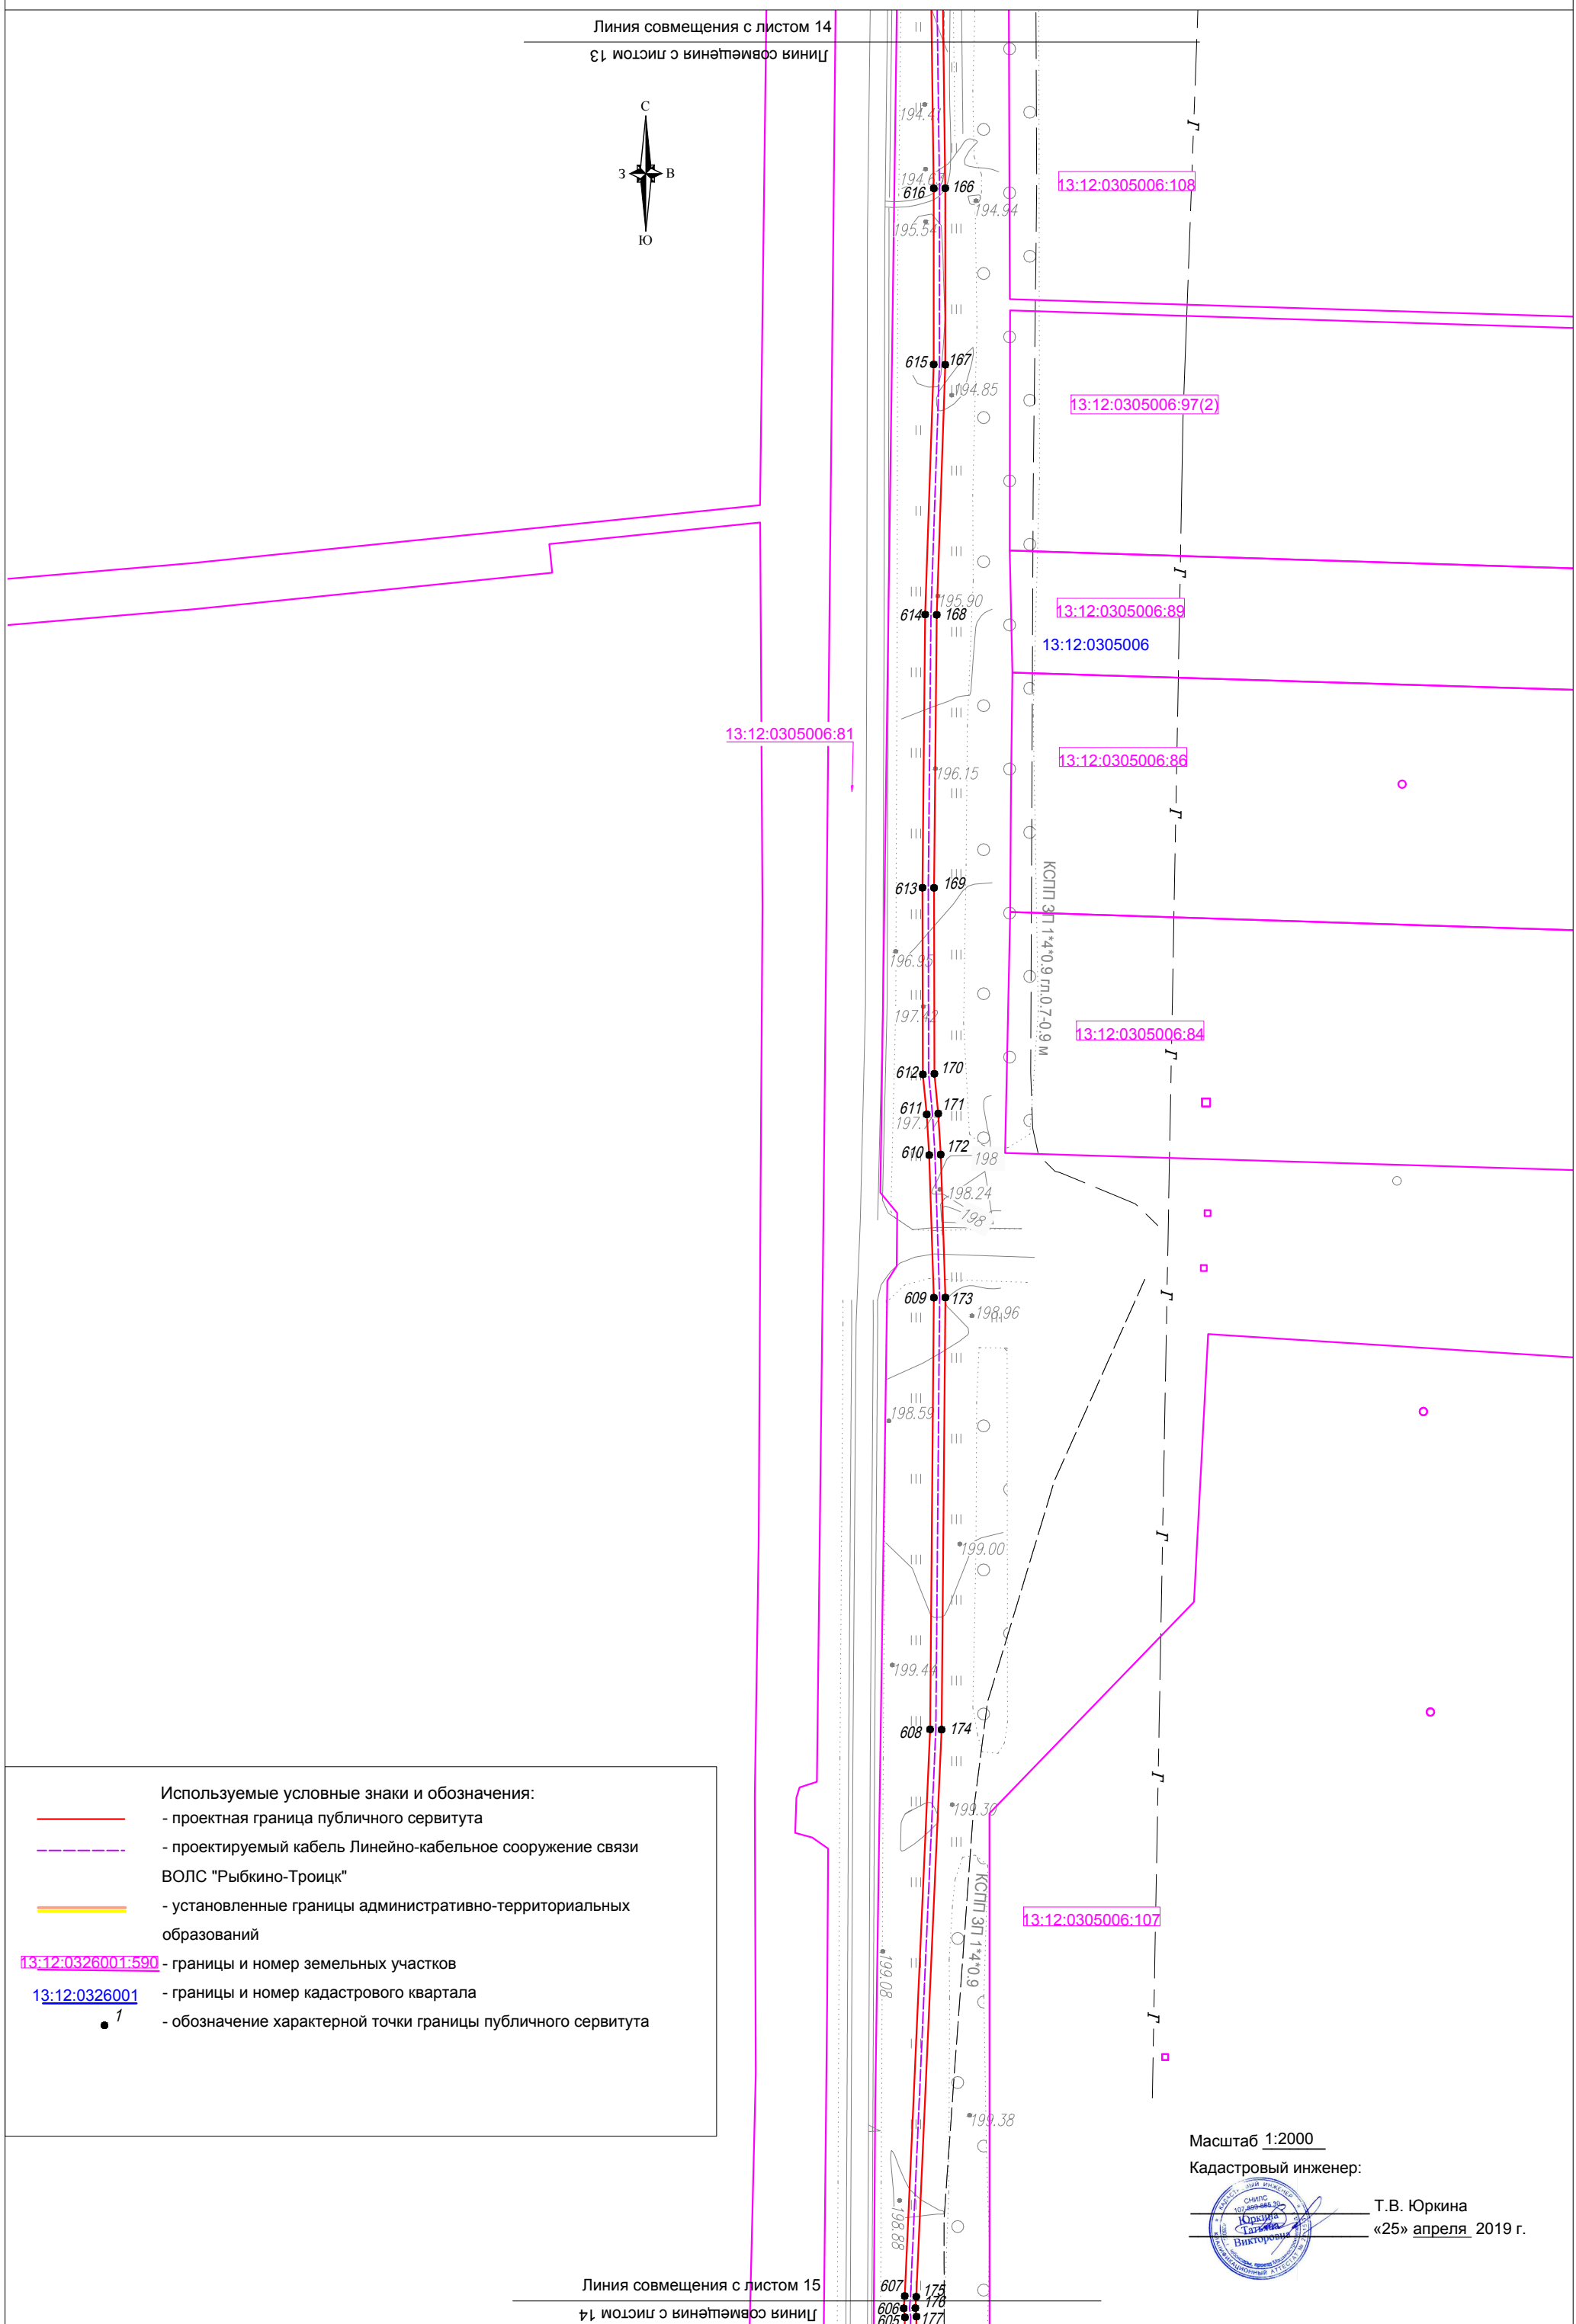 Линия совмещения с листом 14
Линия совмещения с листом 13
С
З В
Ю
194.41
194.67
616 166
13:12:0305006:108
194.94
195.54
Г
615 167
194.85
13:12:0305006:97(2)
Г
195.90
614 168
13:12:0305006:89
13:12:0305006
13:12:0305006:81
13:12:0305006:86
196.15
Г
613 169
КСПП ЗП 1*4*0.9 гл.0.7-0.9 м
196.95
197.42
13:12:0305006:84
Г
612 170
611 171
197.7
610 172
198
198.24
198
Г
609 173
198.96
198.59
Г
199.00
199.44
608 174
Г
199.30
Используемые условные знаки и обозначения:
- проектная граница публичного сервитута
- проектируемый кабель Линейно-кабельное сооружение связи
ВОЛС "Рыбкино-Троицк"
- установленные границы административно-территориальных
образований
13:12:0326001:590 - границы и номер земельных участков
13:12:0326001 - границы и номер кадастрового квартала
1 - обозначение характерной точки границы публичного сервитута
КСПП ЗП 1*4*0.9
13:12:0305006:107
199.08
Г
199.38
А
198.88
Масштаб 1:2000
Кадастровый инженер:
Т.В. Юркина
«25» апреля 2019 г.
СНИЛС
Юркина
Татьяна
Викторовна
Линия совмещения с листом 15
Линия совмещения с листом 14
607 175
606 176
605 177